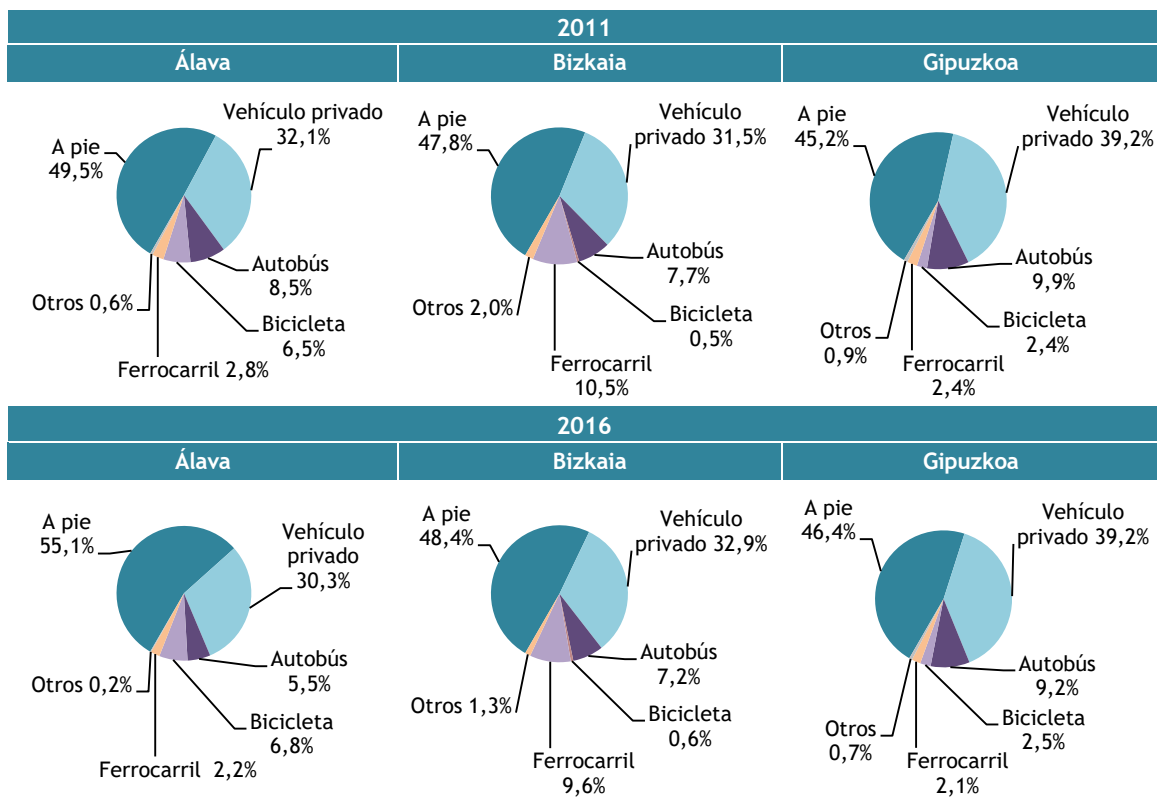 2011
Álava
Bizkaia
Gipuzkoa
A pie
49,5%
Vehículo privado
32,1%
Autobús
8,5%
Bicicleta
6,5%
Ferrocarril 2,8%
Otros 0,6%
A pie
47,8%
Vehículo
privado 31,5%
Autobús
7,7%
Bicicleta
0,5%
Ferrocarril
10,5%
Otros 2,0%
A pie
45,2%
Vehículo
privado 39,2%
Autobús
9,9%
Bicicleta
2,4%
Ferrocarril
2,4%
Otros
0,9%
2016
Álava
Bizkaia
Gipuzkoa
A pie
55,1%
Vehículo
privado
30,3%
Autobús
5,5%
Bicicleta
6,8%
Ferrocarril 2,2%
Otros 0,2%
A pie
48,4%
Vehículo
privado 32,9%
Autobús
7,2%
Bicicleta
0,6%
Ferrocarril
9,6%
Otros 1,3%
A pie
46,4%
Vehículo
privado 39,2%
Autobús
9,2%
Bicicleta
2,5%
Ferrocarril
2,1%
Otros
0,7%